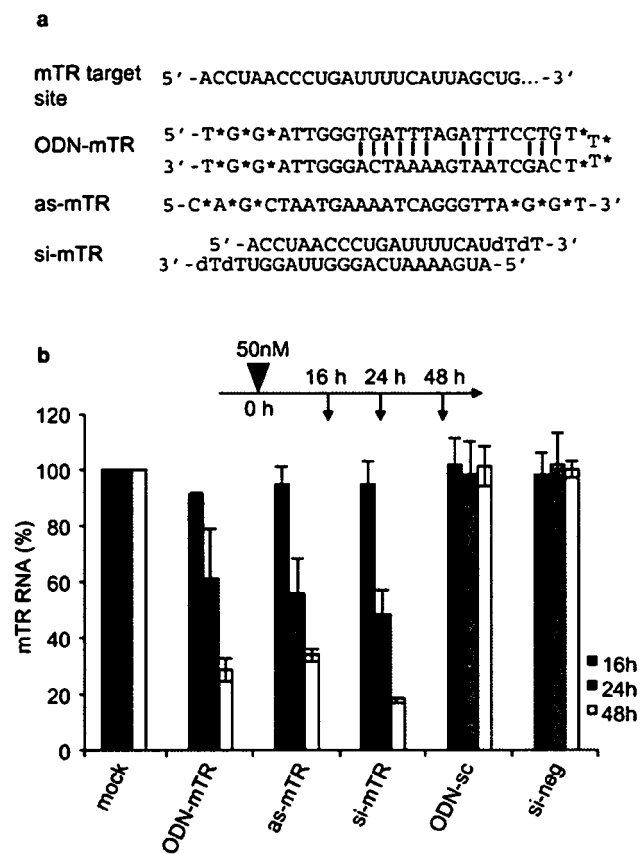 a
mTR target site 5'-ACCUAACCCUGAUUUUCAUUAGCUG...-3'
ODN-mTR
5'-T*G*G*ATTGGGTGATTTAGATTTCCTGT*T*
3'-T*G*G*ATTGGGACTAAAAGTAATCGACT*T*
as-mTR 5-C*A*G*CTAATGAAAATCAGGGTTA*G*G*T-3'
si-mTR
5'-ACCUAACCCUGAUUUUCAUdTdT-3'
3'-dTdTUGGAUUGGGACUAAAAGUA-5'
b
50nM
16 h 24 h 48 h
0 h
mTR RNA (%)
120
100
80
60
40
20
0
16h
24h
48h
mock ODN-mTR as-mTR si-mTR ODN-sc si-neg